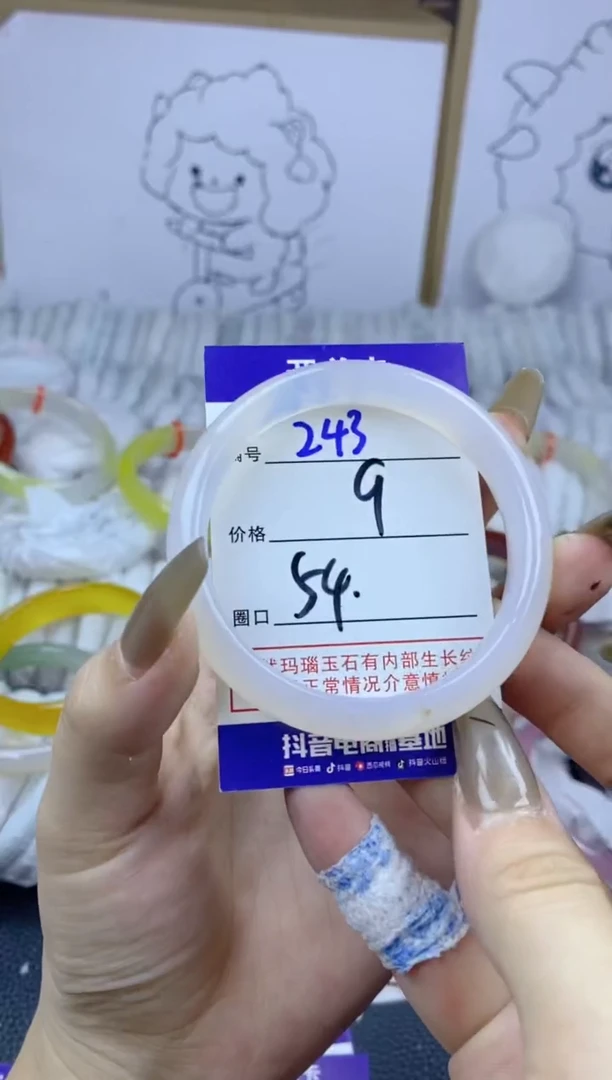 号 243
价格 9
圈口 54.
玛瑙玉石有内部生长纹
正常情况介意慎
抖音电商
今日头条 抖音 西瓜视频 抖音火山版